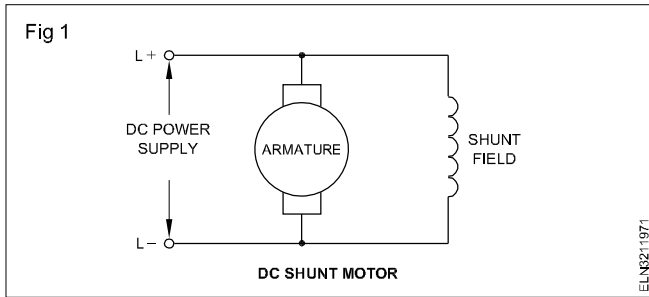 Fig 1
L +
DC POWER
SUPPLY
ARMATURE
SHUNT
FIELD
L –
DC SHUNT MOTOR
ELN3211971